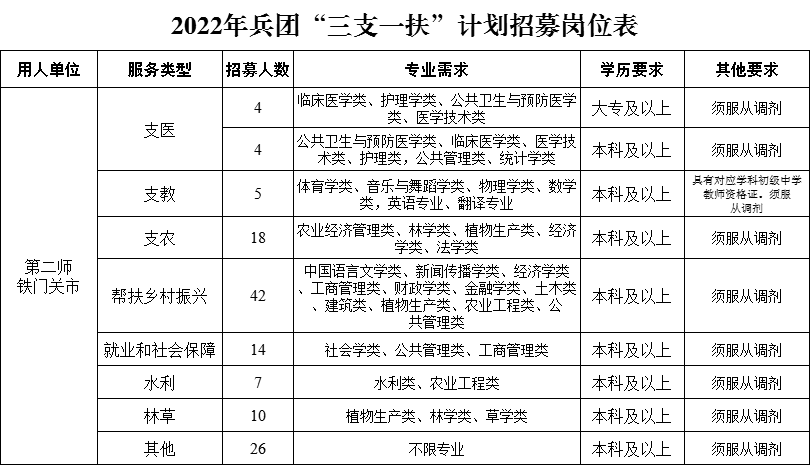 2022年兵团“三支一扶”计划招募岗位表
用人单位 服务类型 招募人数 专业需求 学历要求 其他要求
第二师
铁门关市
支医
4
临床医学类、护理学类、公共卫生与预防医学
类、医学技术类
大专及以上
须服从调剂
4
公共卫生与预防医学类、临床医学类、医学技
术类、护理类，公共管理类、统计学类
本科及以上
须服从调剂
支教
5
体育学类、音乐与舞蹈学类、物理学类、数学
类，英语专业、翻译专业
本科及以上
具有对应学科初级中学
教师资格证。须服
从调剂
支农
18
农业经济管理类、林学类、植物生产类、经济
学类、法学类
本科及以上
须服从调剂
帮扶乡村振兴
42
中国语言文学类、新闻传播学类、经济学类
、工商管理类、财政学类、金融学类、土木类
、建筑类、植物生产类、农业工程类、公
共管理类
本科及以上
须服从调剂
就业和社会保障 14 社会学类、公共管理类、工商管理类 本科及以上 须服从调剂
水利 7 水利类、农业工程类 本科及以上 须服从调剂
林草 10 植物生产类、林学类、草学类 本科及以上 须服从调剂
其他 26 不限专业 本科及以上 须服从调剂